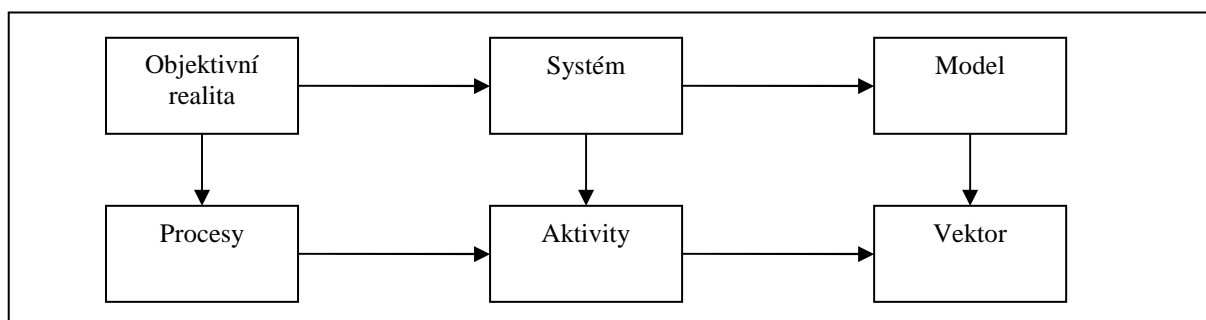 Objektivní
realita
Systém
Model
Procesy
Aktivity
Vektor